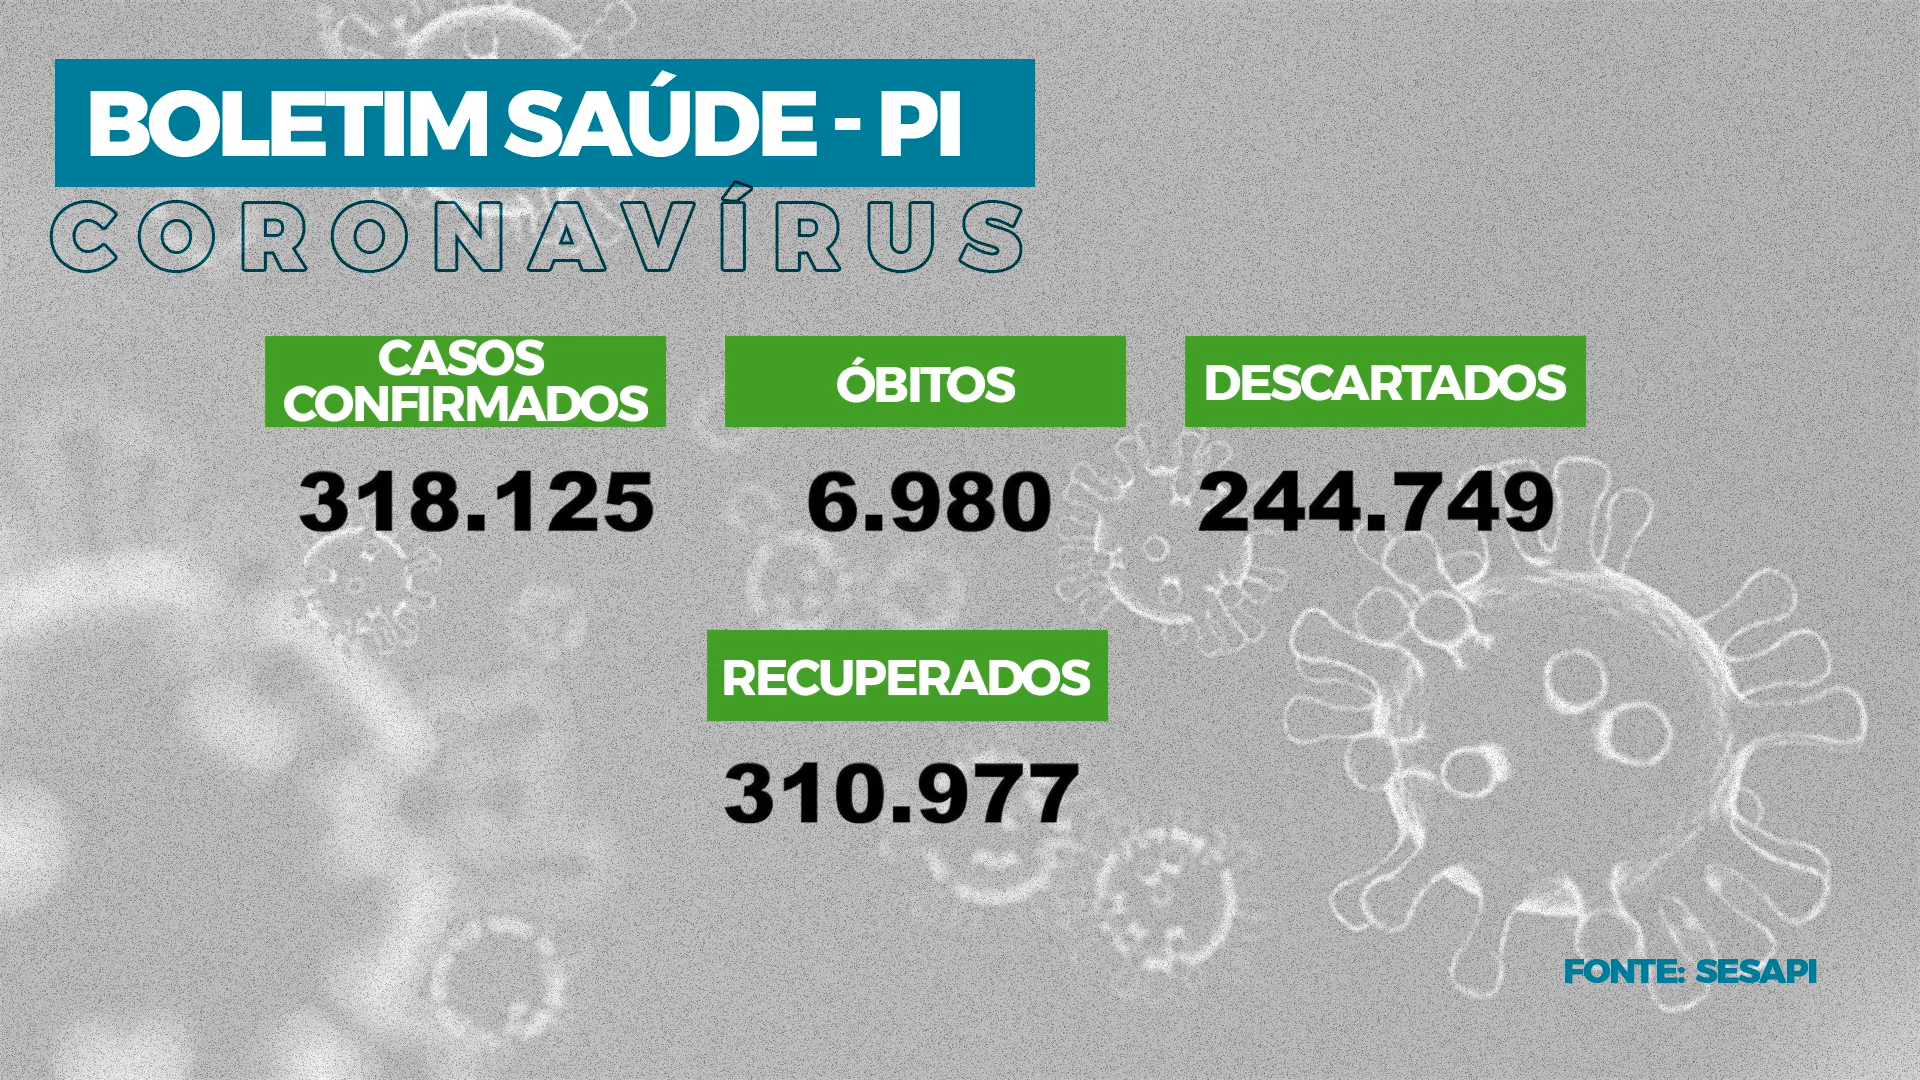 BOLETIM SAÚDE - PI
CORONAVÍRUS
CASOS
CONFIRMADOS
318.125
ÓBITOS
6.980
DESCARTADOS
244.749
RECUPERADOS
310.977
FONTE: SESAPI